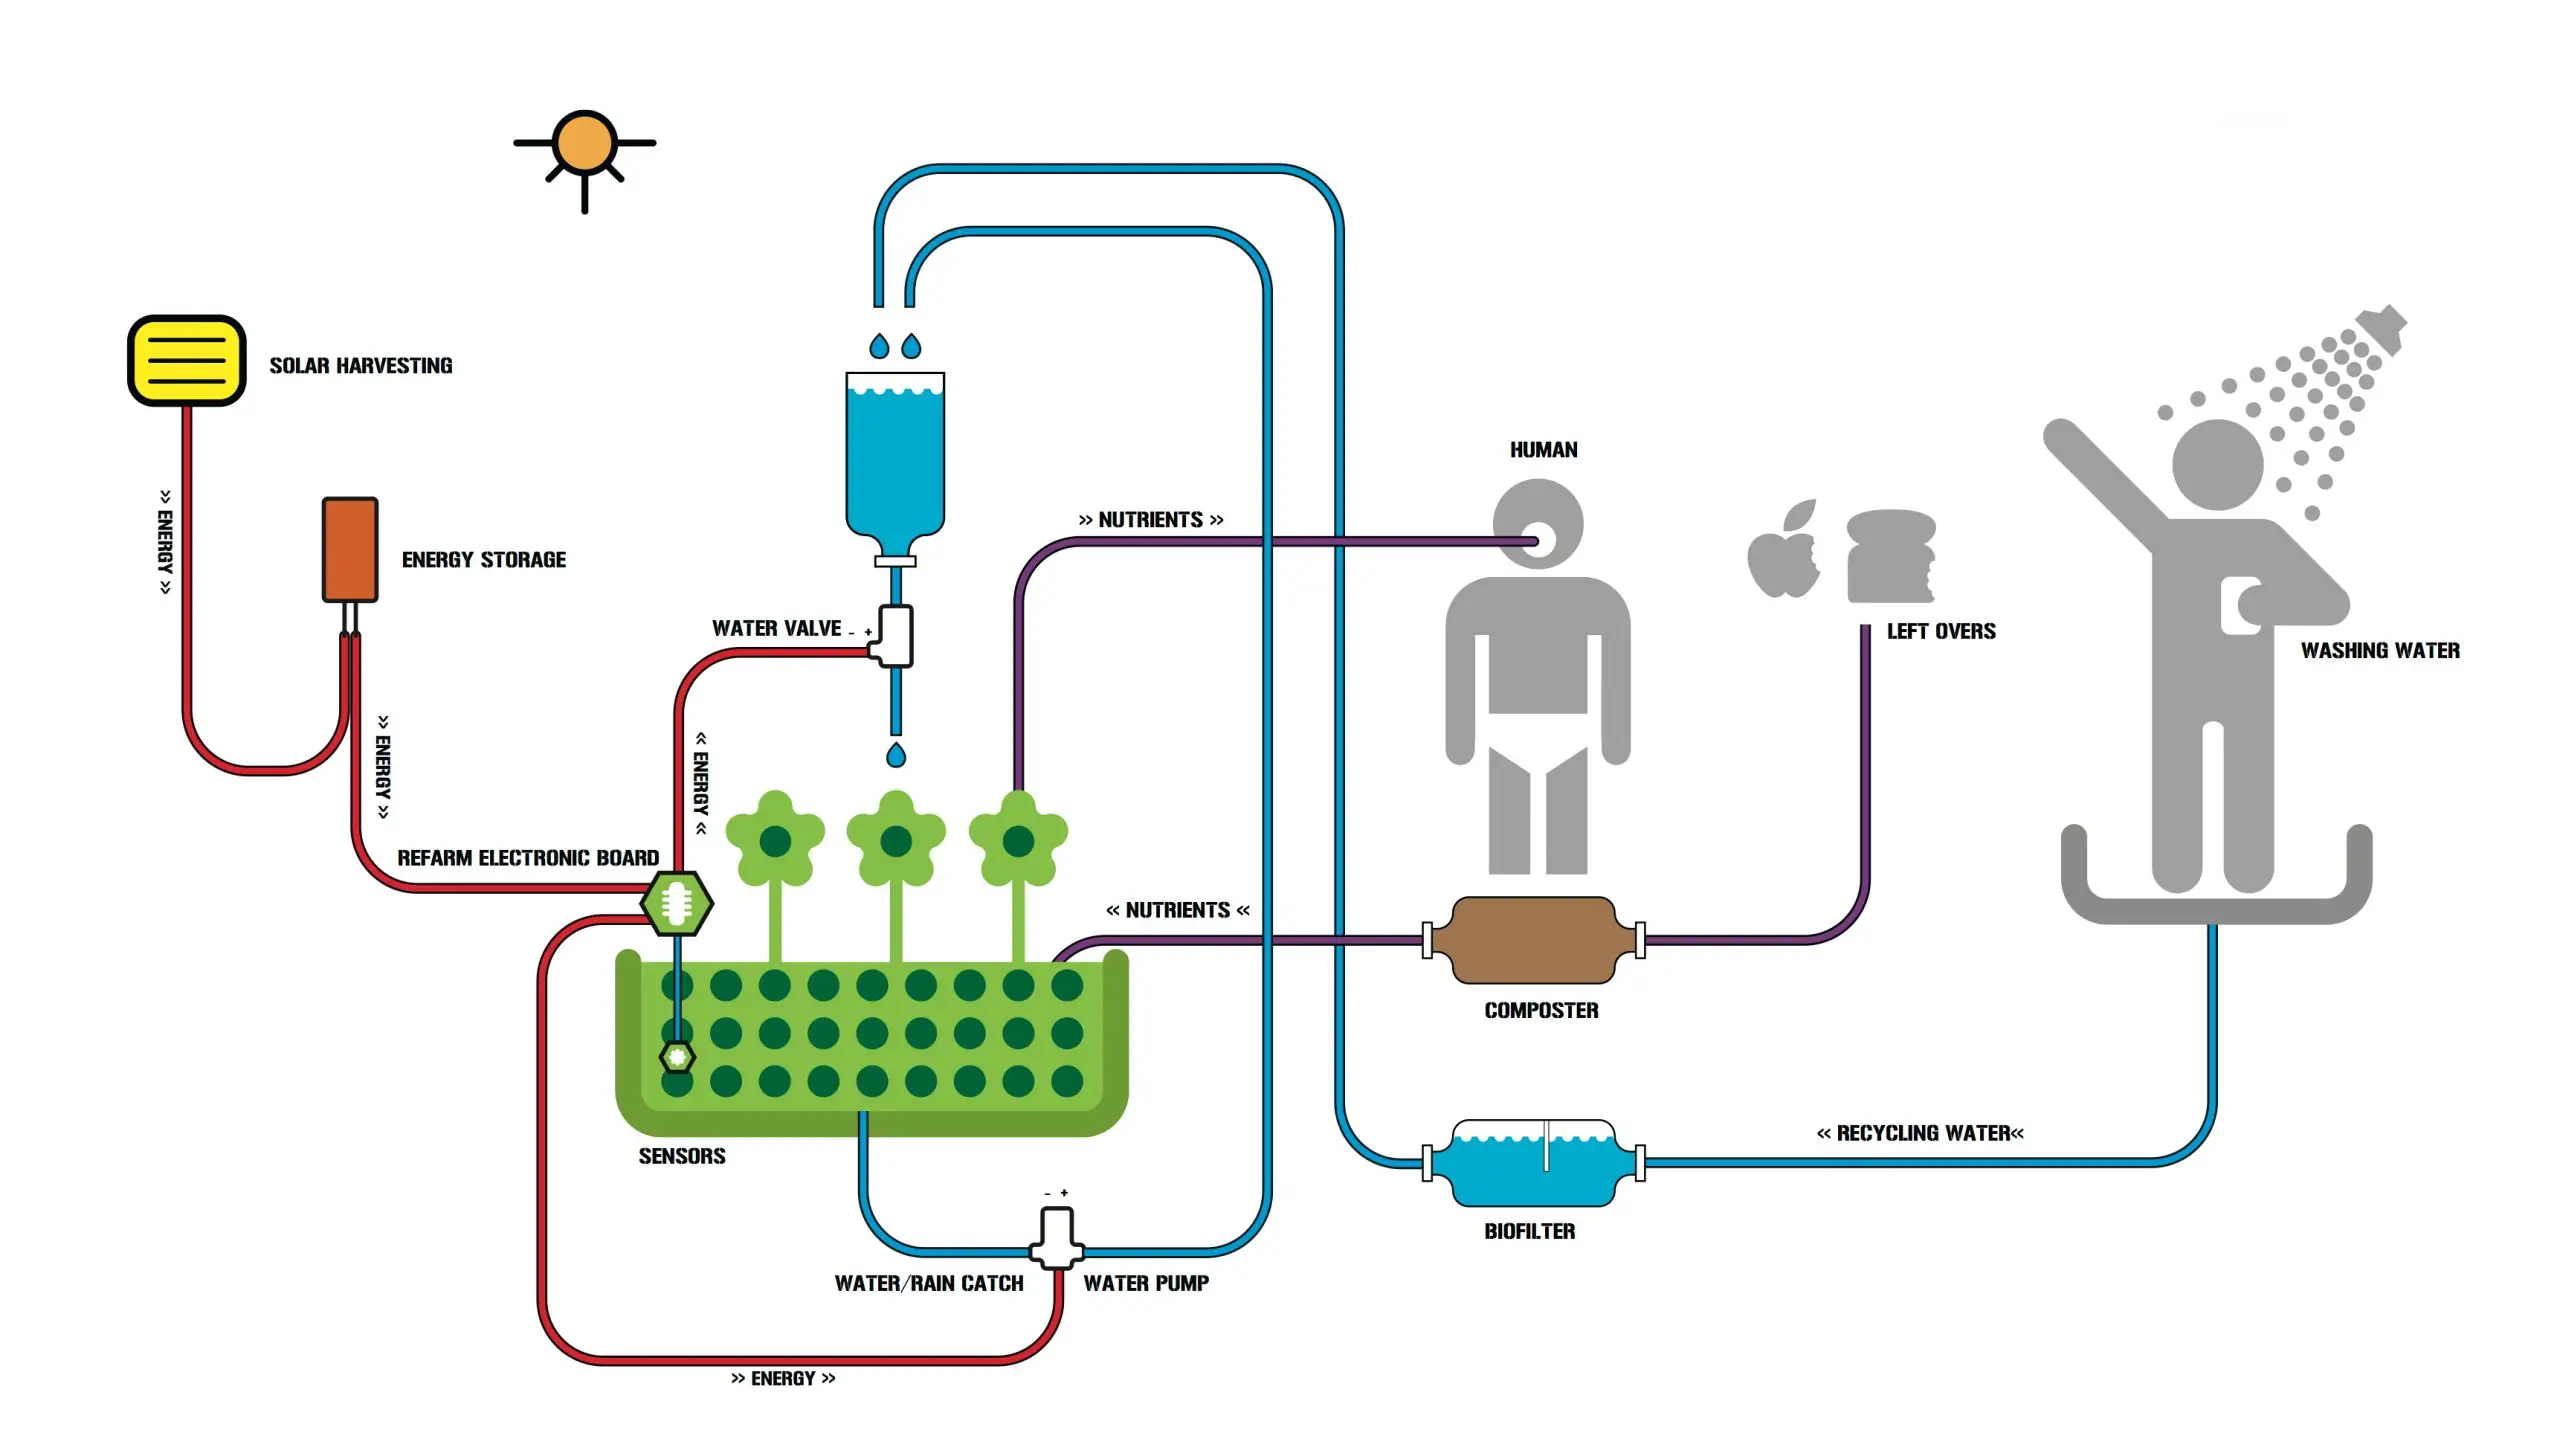 SOLAR HARVESTING
HUMAN
>> NUTRIENTS >>
>> ENERGY >>
ENERGY STORAGE
WATER VALVE - +
LEFT OVERS
WASHING WATER
>> ENERGY >>
<< ENERGY <<
REFARM ELECTRONIC BOARD
<< NUTRIENTS <<
COMPOSTER
<< RECYCLING WATER<<
SENSORS
- +
BIOFILTER
WATER/RAIN CATCH
WATER PUMP
>> ENERGY >>